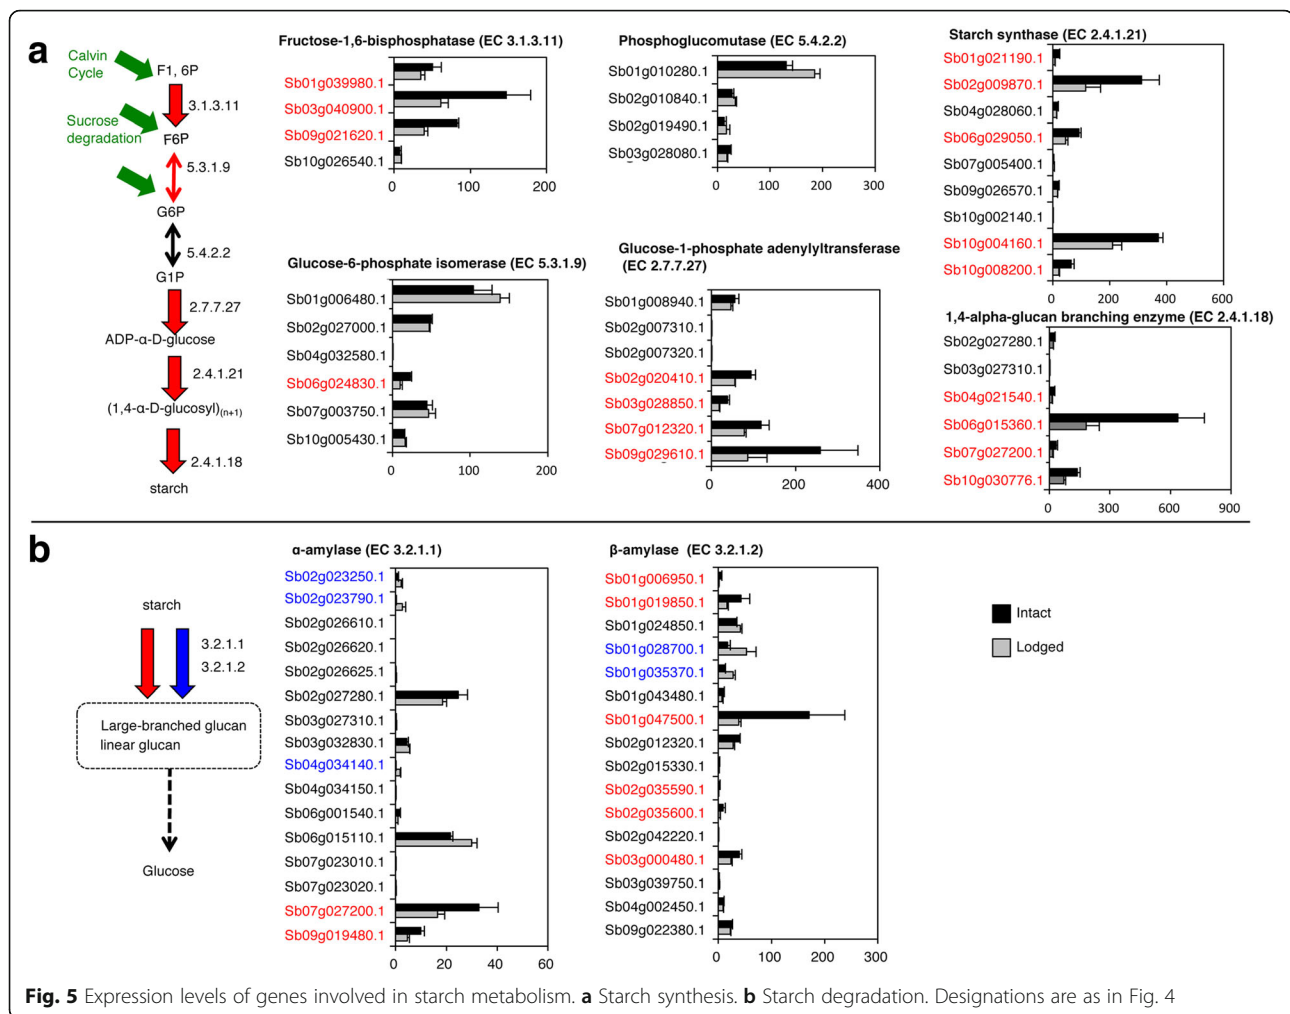 a
Calvin
Cycle
F1, 6P
3.1.3.11
Sucrose
degradation
F6P
5.3.1.9
G6P
5.4.2.2
G1P
2.7.7.27
ADP-α-D-glucose
2.4.1.21
(1,4-α-D-glucosyl)(n+1)
2.4.1.18
starch
Fructose-1,6-bisphosphatase (EC 3.1.3.11)
Sb01g039980.1
Sb03g040900.1
Sb09g021620.1
Sb10g026540.1
0 100 200
Glucose-6-phosphate isomerase (EC 5.3.1.9)
Sb01g006480.1
Sb02g027000.1
Sb04g032580.1
Sb06g024830.1
Sb07g003750.1
Sb10g005430.1
0 100 200
Phosphoglucomutase (EC 5.4.2.2)
Sb01g010280.1
Sb02g010840.1
Sb02g019490.1
Sb03g028080.1
0 100 200 300
Glucose-1-phosphate adenylyltransferase
(EC 2.7.7.27)
Sb01g008940.1
Sb02g007310.1
Sb02g007320.1
Sb02g020410.1
Sb03g028850.1
Sb07g012320.1
Sb09g029610.1
0 200 400
Starch synthase (EC 2.4.1.21)
Sb01g021190.1
Sb02g009870.1
Sb04g028060.1
Sb06g029050.1
Sb07g005400.1
Sb09g026570.1
Sb10g002140.1
Sb10g004160.1
Sb10g008200.1
0 200 400 600
1,4-alpha-glucan branching enzyme (EC 2.4.1.18)
Sb02g027280.1
Sb03g027310.1
Sb04g021540.1
Sb06g015360.1
Sb07g027200.1
Sb10g030776.1
0 300 600 900
b
starch
3.2.1.1
3.2.1.2
Large-branched glucan
linear glucan
Glucose
α-amylase (EC 3.2.1.1)
Sb02g023250.1
Sb02g023790.1
Sb02g026610.1
Sb02g026620.1
Sb02g026625.1
Sb02g027280.1
Sb03g027310.1
Sb03g032830.1
Sb04g034140.1
Sb04g034150.1
Sb06g001540.1
Sb06g015110.1
Sb07g023010.1
Sb07g023020.1
Sb07g027200.1
Sb09g019480.1
0 20 40 60
β-amylase (EC 3.2.1.2)
Sb01g006950.1
Sb01g019850.1
Sb01g024850.1
Sb01g028700.1
Sb01g035370.1
Sb01g043480.1
Sb01g047500.1
Sb02g012320.1
Sb02g015330.1
Sb02g035590.1
Sb02g035600.1
Sb02g042220.1
Sb03g000480.1
Sb03g039750.1
Sb04g002450.1
Sb09g022380.1
0 100 200 300
Intact
Lodged
Fig. 5 Expression levels of genes involved in starch metabolism. a Starch synthesis. b Starch degradation. Designations are as in Fig. 4